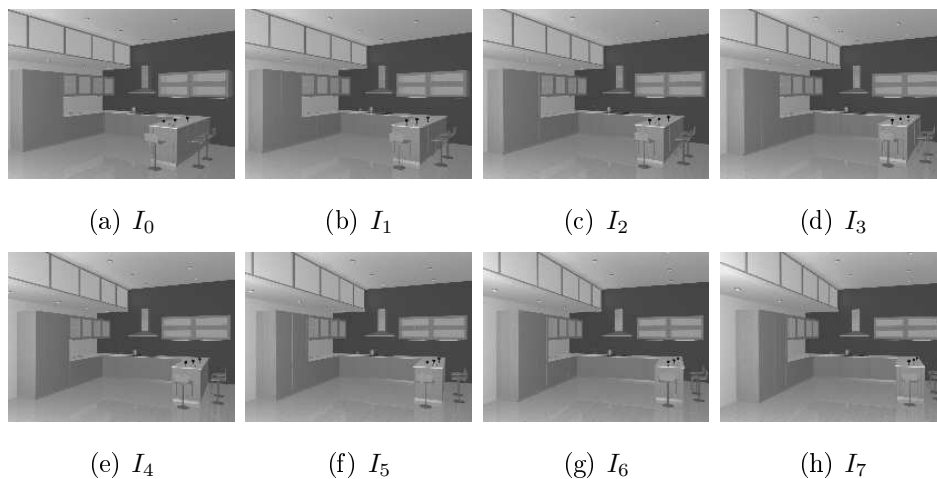 (a) I₀ (b) I₁ (c) I₂ (d) I₃
(e) I₄ (f) I₅ (g) I₆ (h) I₇